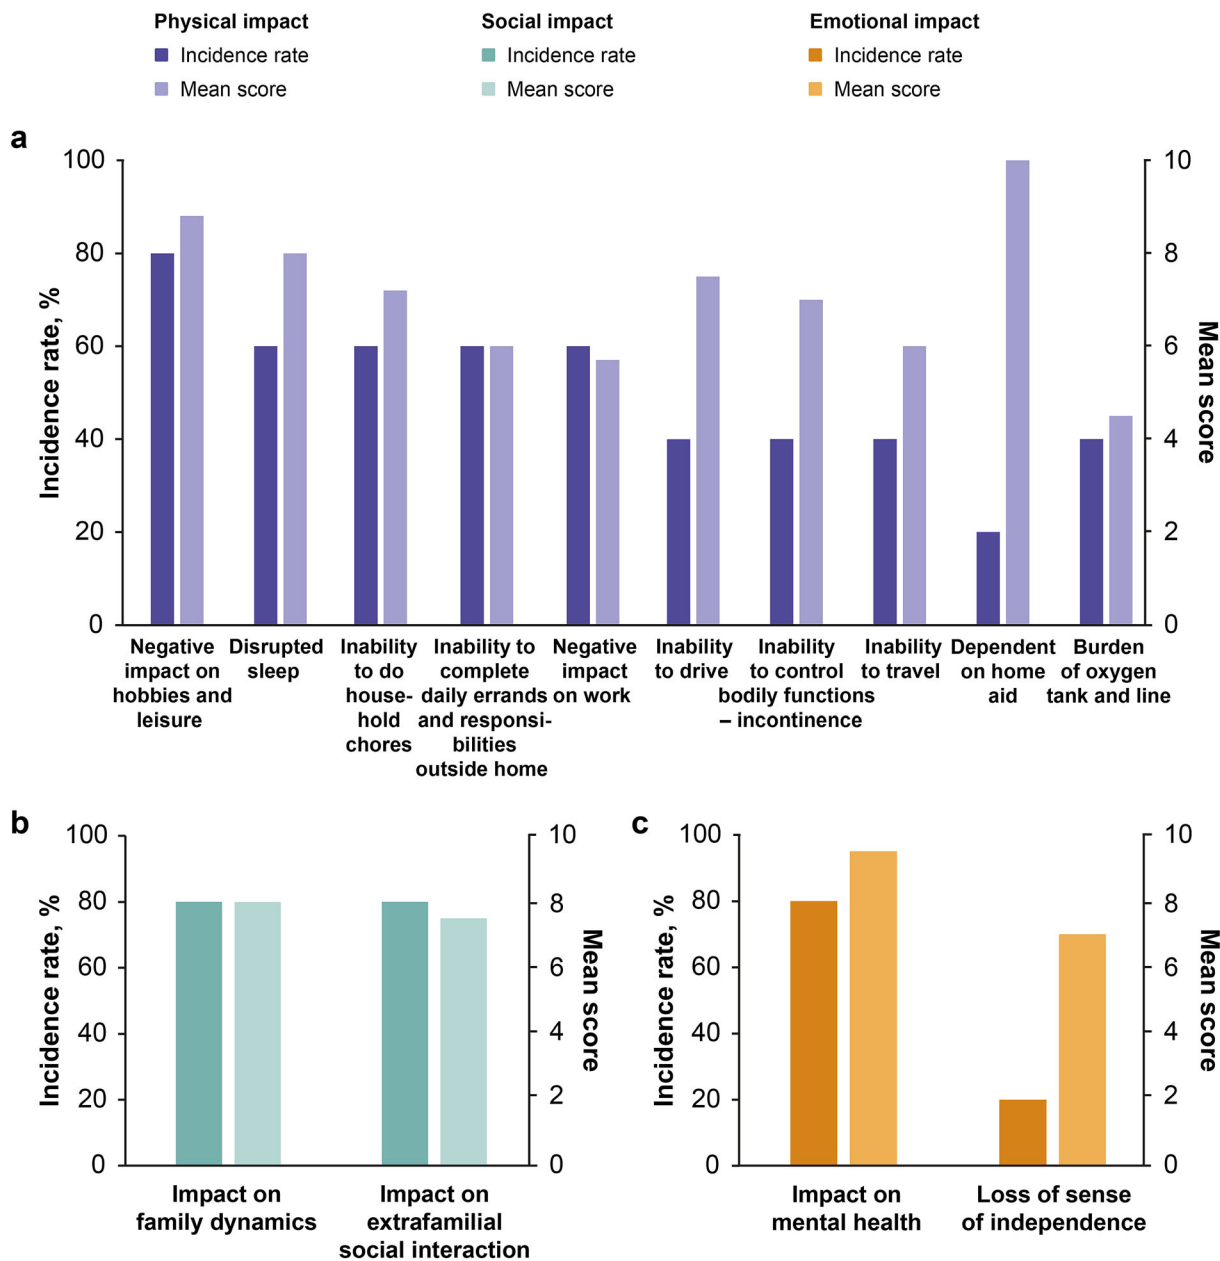 Physical impact
Incidence rate
Mean score
Social impact
Incidence rate
Mean score
Emotional impact
Incidence rate
Mean score
a
Incidence rate, %
100
80
60
40
20
0
Mean score
10
8
6
4
2
0
Negative
impact on
hobbies and
leisure
Disrupted
sleep
Inability
to do
house-
hold
chores
Inability to
complete
daily errands
and responsi-
bilities
outside home
Negative
impact
on work
Inability
to drive
Inability
to control
bodily functions
– incontinence
Inability
to travel
Dependent
on home
aid
Burden
of oxygen
tank and line
b
Incidence rate, %
100
80
60
40
20
0
Mean score
10
8
6
4
2
0
Impact on
family dynamics
Impact on
extrafamilial
social interaction
c
Incidence rate, %
100
80
60
40
20
0
Mean score
10
8
6
4
2
0
Impact on
mental health
Loss of sense
of independence